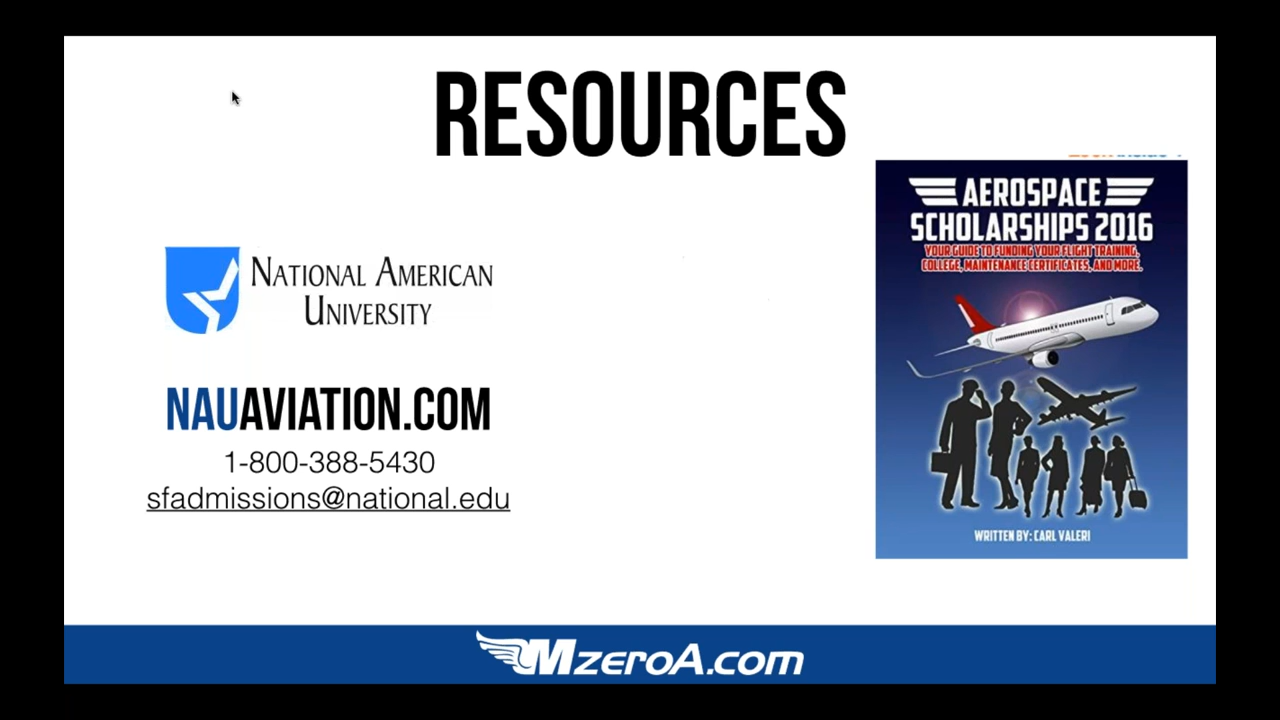 RESOURCES
NATIONAL AMERICAN
UNIVERSITY
NAUAVIATION.COM
1-800-388-5430
sfadmissions@national.edu
AEROSPACE
SCHOLARSHIPS 2016
YOUR GUIDE TO FUNDING YOUR FLIGHT TRAINING,
COLLEGE, MAINTENANCE CERTIFICATES, AND MORE.
WRITTEN BY: CARL VALERI
MzeroA.com